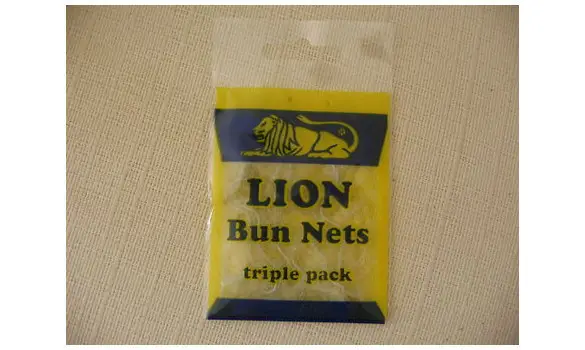 LION
Bun Nets
triple pack